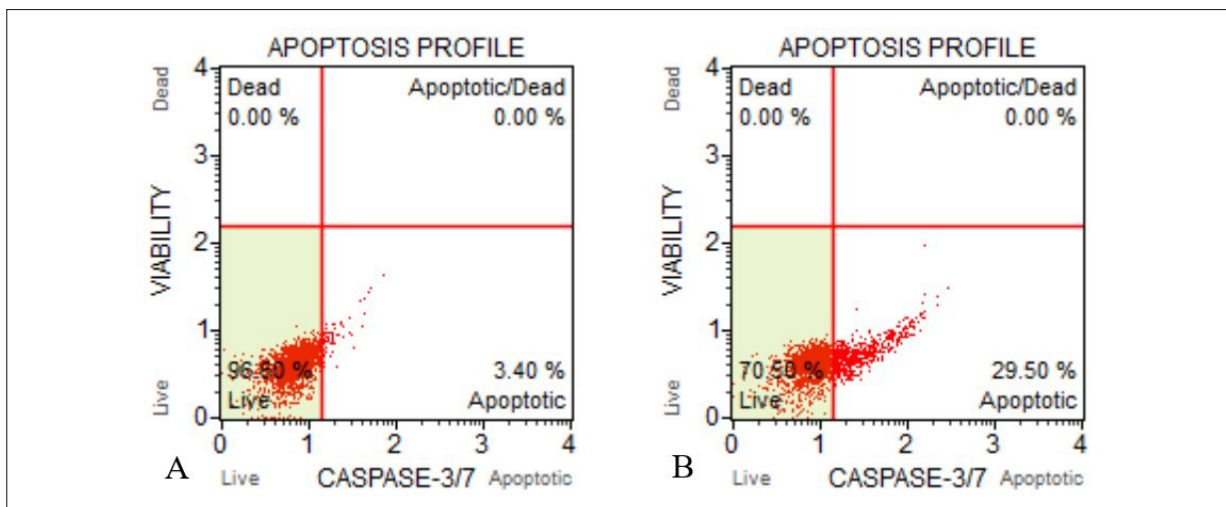 APOPTOSIS PROFILE
4
3
2
1
0
Dead
VIABILITY
Live
Dead
0.00 %
Apoptotic/Dead
0.00 %
96.60 %
Live
3.40 %
Apoptotic
0 1 2 3 4
A
Live CASPASE-3/7 Apoptotic
APOPTOSIS PROFILE
4
3
2
1
0
Dead
VIABILITY
Live
Dead
0.00 %
Apoptotic/Dead
0.00 %
70.50 %
Live
29.50 %
Apoptotic
0 1 2 3 4
B
Live CASPASE-3/7 Apoptotic